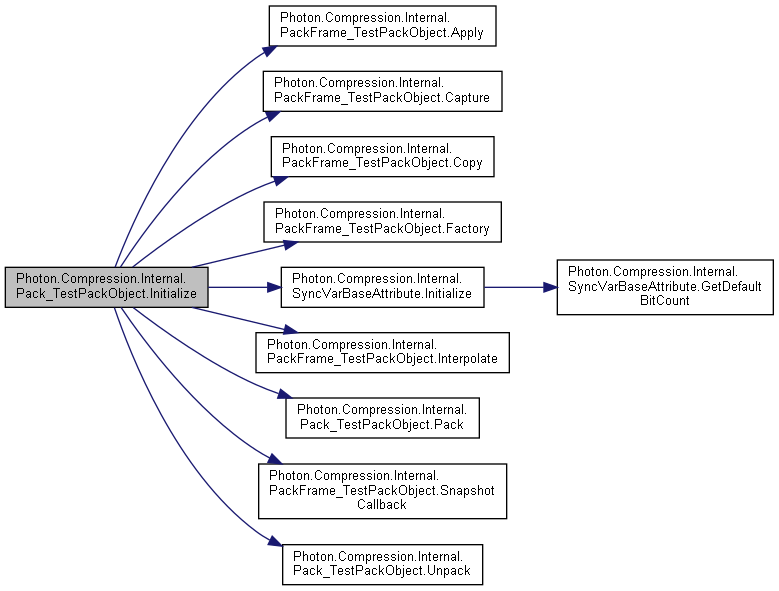 Photon.Compression.Internal.
PackFrame_TestPackObject.Apply
Photon.Compression.Internal.
PackFrame_TestPackObject.Capture
Photon.Compression.Internal.
PackFrame_TestPackObject.Copy
Photon.Compression.Internal.
PackFrame_TestPackObject.Factory
Photon.Compression.Internal.
Pack_TestPackObject.Initialize
Photon.Compression.Internal.
SyncVarBaseAttribute.Initialize
Photon.Compression.Internal.
SyncVarBaseAttribute.GetDefault
BitCount
Photon.Compression.Internal.
PackFrame_TestPackObject.Interpolate
Photon.Compression.Internal.
Pack_TestPackObject.Pack
Photon.Compression.Internal.
PackFrame_TestPackObject.Snapshot
Callback
Photon.Compression.Internal.
Pack_TestPackObject.Unpack